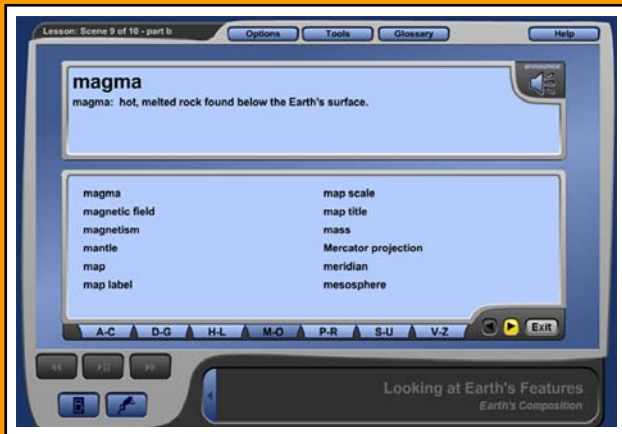 Lesson: Scene 9 of 10 - part b
Options
Tools
Glossary
Help
announce
magma
magma: hot, melted rock found below the Earth's surface.
magma
magnetic field
magnetism
mantle
map
map label
map scale
map title
mass
Mercator projection
meridian
mesosphere
A-C
D-G
H-L
M-O
P-R
S-U
V-Z
Exit
Looking at Earth's Features
Earth's Composition